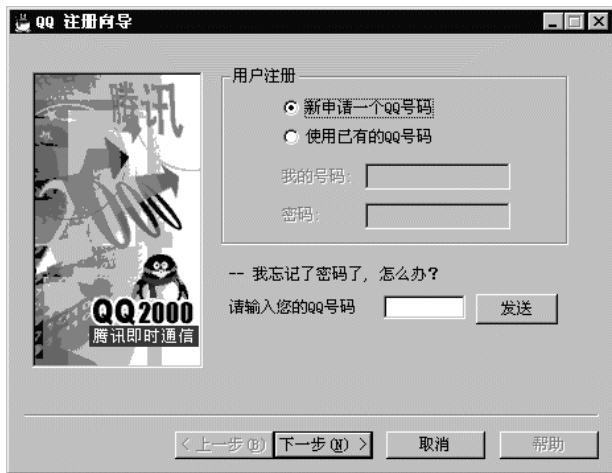 QQ 注册向导
腾讯
2000
QQ2000
腾讯即时通信
用户注册
新申请一个QQ号码
使用已有的QQ号码
我的号码:
密码:
-- 我忘记了密码了, 怎么办?
请输入您的QQ号码
发送
< 上一步(B)
下一步(N) >
取消
帮助